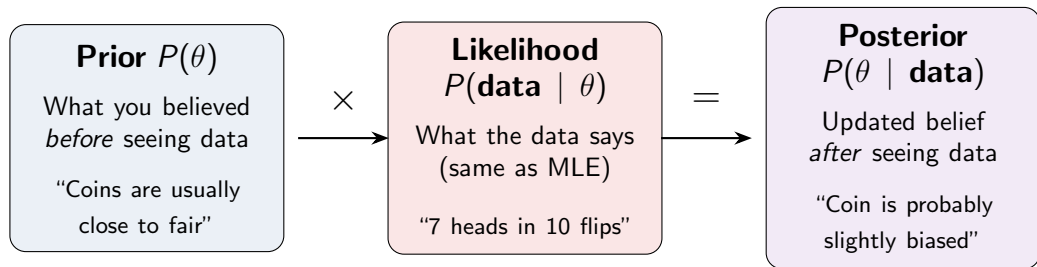 Prior P(θ)
What you believed
before seeing data
“Coins are usually
close to fair”
×
Likelihood
P(data | θ)
What the data says
(same as MLE)
“7 heads in 10 flips”
=
Posterior
P(θ | data)
Updated belief
after seeing data
“Coin is probably
slightly biased”